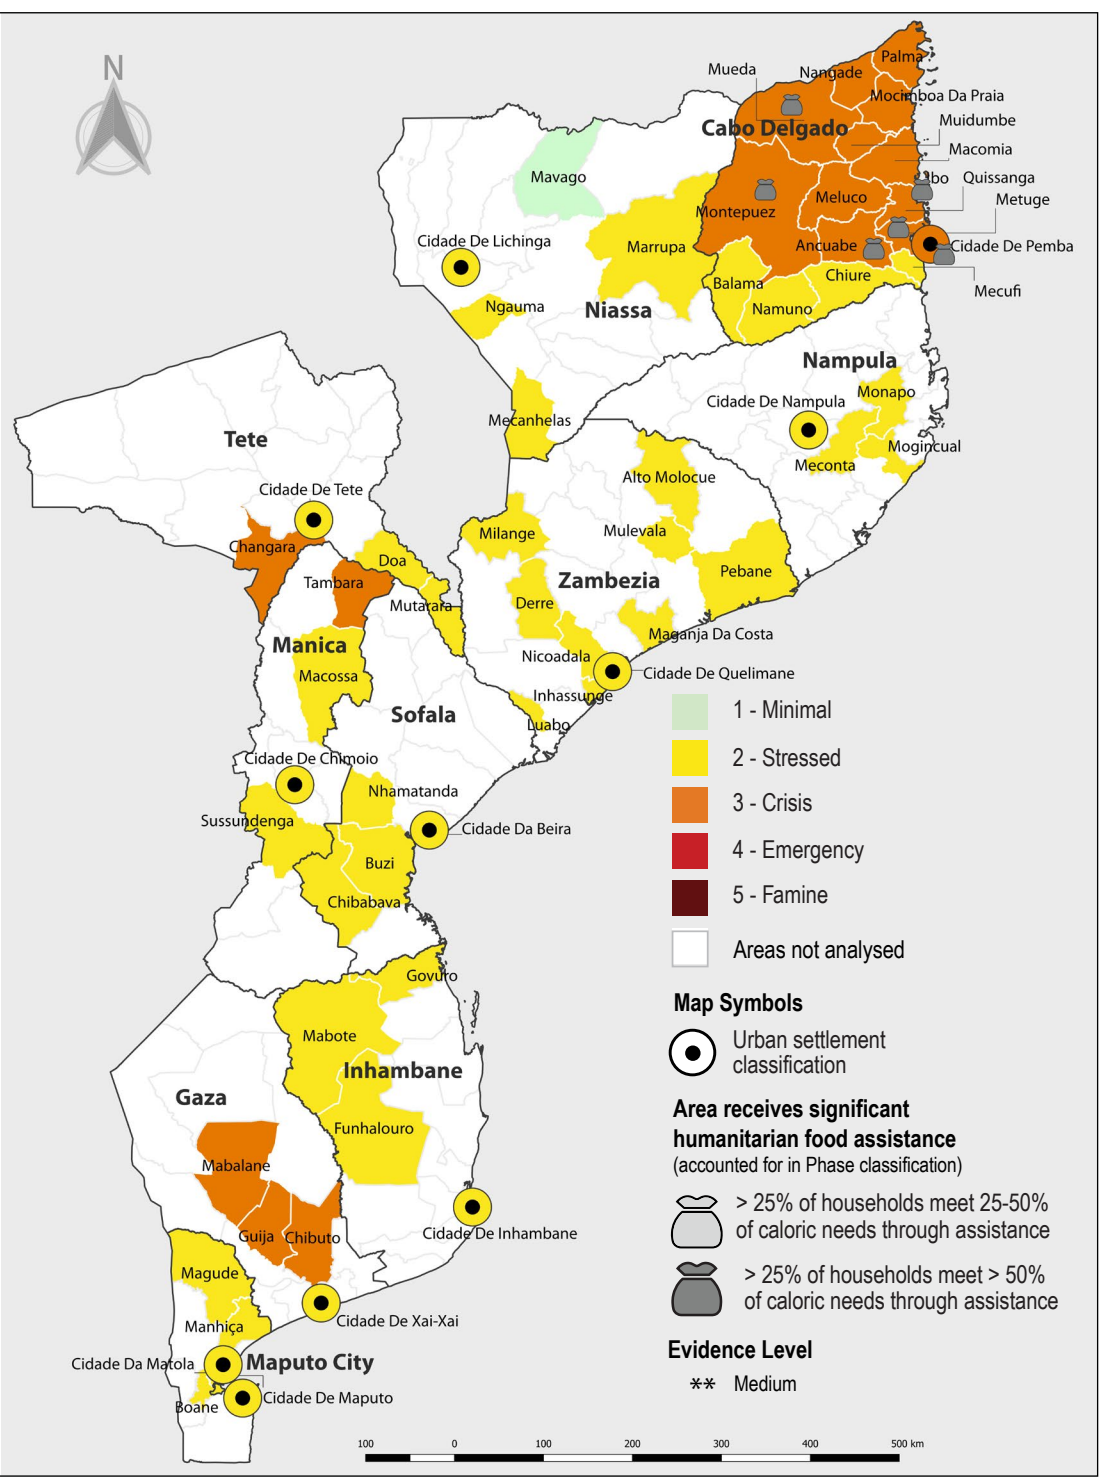 N
Palma
Mueda
Nangade
Mocimboa Da Praia
Cabo Delgado
Muidumbe
Macomia
Mavago
Ibo
Quissanga
Meluco
Metuge
Montepuez
Cidade De Lichinga
Marrupa
Ancuabe
Cidade De Pemba
Chiure
Balama
Mecufi
Ngauma
Niassa
Namuno
Nampula
Monapo
Cidade De Nampula
Mecanhelas
Tete
Mogincual
Meconta
Alto Molocue
Cidade De Tete
Milange
Mulevala
Changara
Doa
Pebane
Tambara
Zambezia
Mutarara
Derre
Maganja Da Costa
Manica
Nicoadala
Macossa
Cidade De Quelimane
Inhassunge
Sofala
Luabo
Cidade De Chimoio
Nhamatanda
Sussundenga
Cidade Da Beira
Buzi
Chibabava
Govuro
Mabote
Inhambane
Gaza
Funhalouro
Mabalane
Guija
Chibuto
Cidade De Inhambane
Magude
Cidade De Xai-Xai
Manhiça
Cidade Da Matola
Maputo City
Cidade De Maputo
Boane
1 - Minimal
2 - Stressed
3 - Crisis
4 - Emergency
5 - Famine
Areas not analysed
Map Symbols
Urban settlement
classification
Area receives significant
humanitarian food assistance
(accounted for in Phase classification)
> 25% of households meet 25-50%
of caloric needs through assistance
> 25% of households meet > 50%
of caloric needs through assistance
Evidence Level
** Medium
100 0 100 200 300 400 500 km